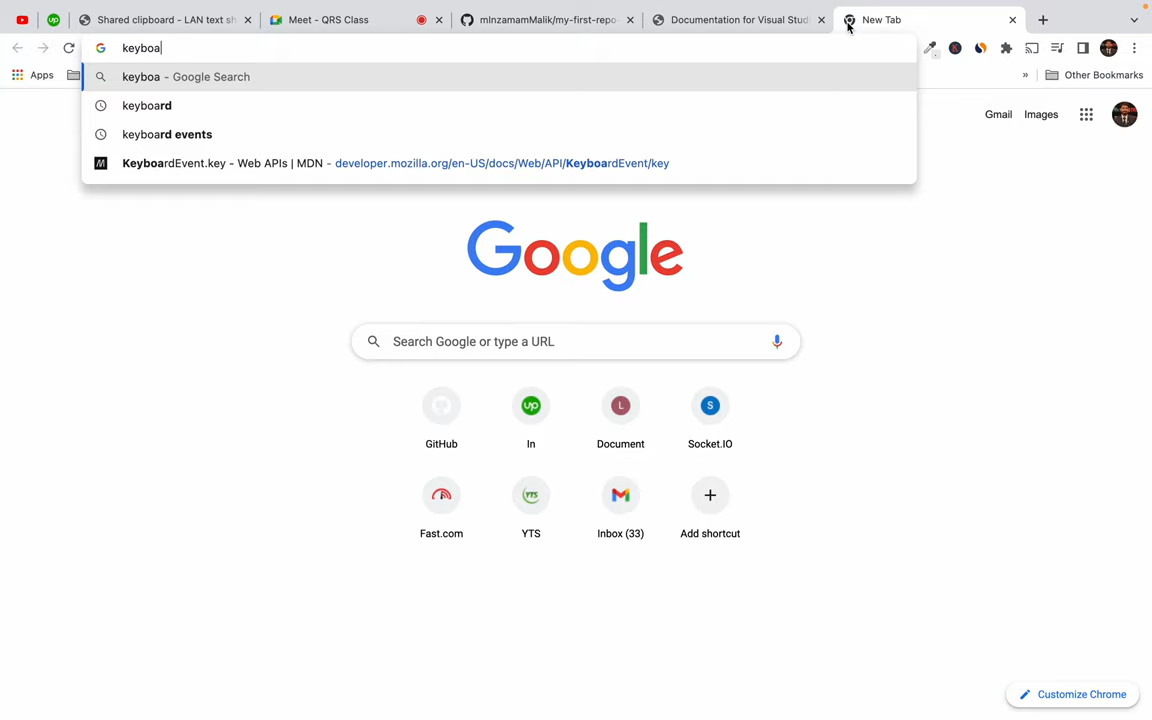 Shared clipboard - LAN text sh
Meet - QRS Class
mInzamamMalik/my-first-repo
Documentation for Visual Stud
New Tab
keyboa
Apps
» Other Bookmarks
keyboa - Google Search
keyboard
keyboard events
KeyboardEvent.key - Web APIs | MDN - developer.mozilla.org/en-US/docs/Web/API/KeyboardEvent/key
Gmail Images
Google
Search Google or type a URL
up L S
GitHub In Document Socket.IO
YTS
Fast.com YTS Inbox (33) Add shortcut
Customize Chrome